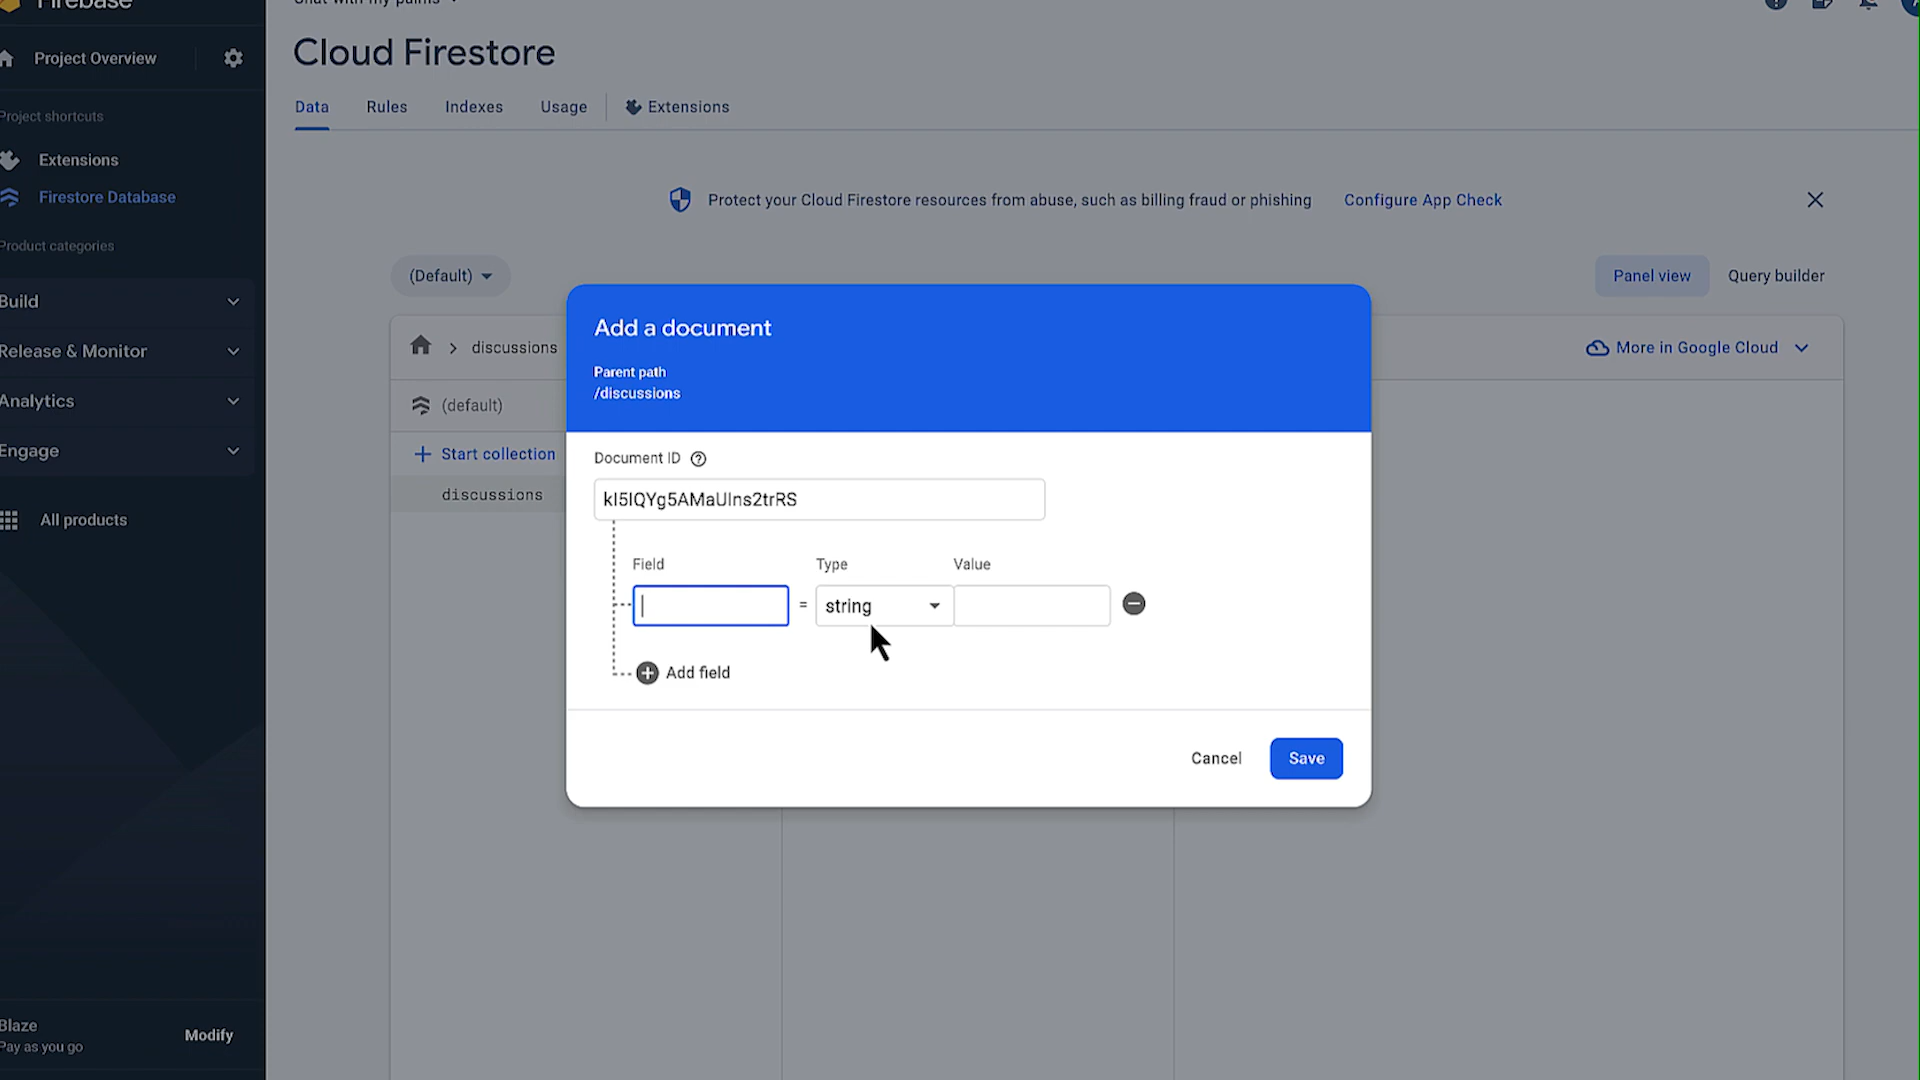 Firebase
Chat with my palms
Project Overview
Cloud Firestore
Data
Rules
Indexes
Usage
Extensions
Project shortcuts
Extensions
Firestore Database
Product categories
Build
Release & Monitor
Analytics
Engage
All products
Blaze
Pay as you go
Modify
Protect your Cloud Firestore resources from abuse, such as billing fraud or phishing
Configure App Check
(Default)
Panel view
Query builder
discussions
More in Google Cloud
(default)
Start collection
discussions
Add a document
Parent path
/discussions
Document ID
kI5IQYg5AMaUIns2trRS
Field
Type
Value
=
string
Add field
Cancel
Save